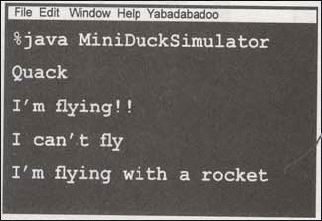 File Edit Window Help Yabadabadoo
%java MiniDuckSimulator
Quack
I'm flying!!
I can't fly
I'm flying with a rocket